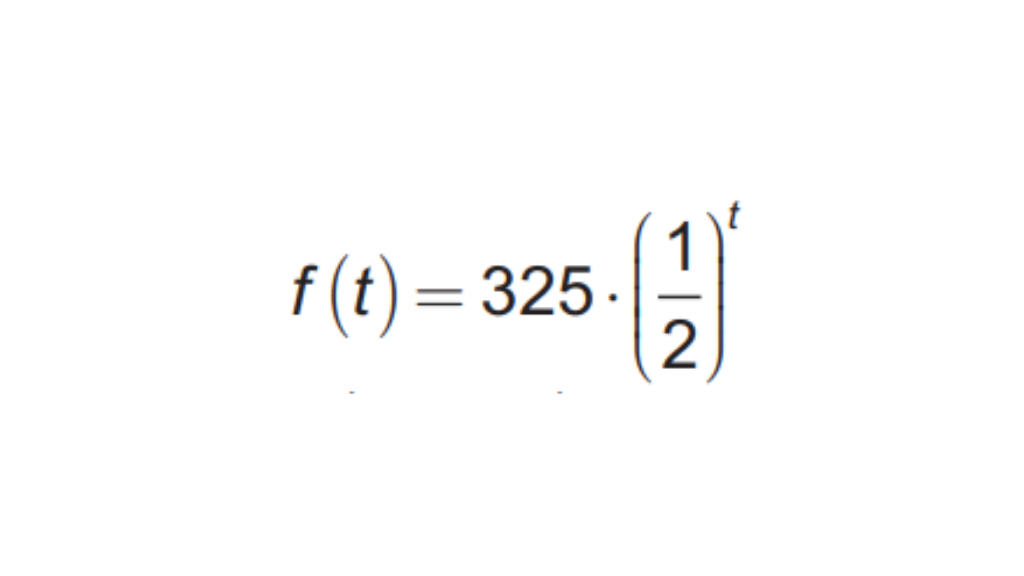 f(t) = 325 · (1/2)^t